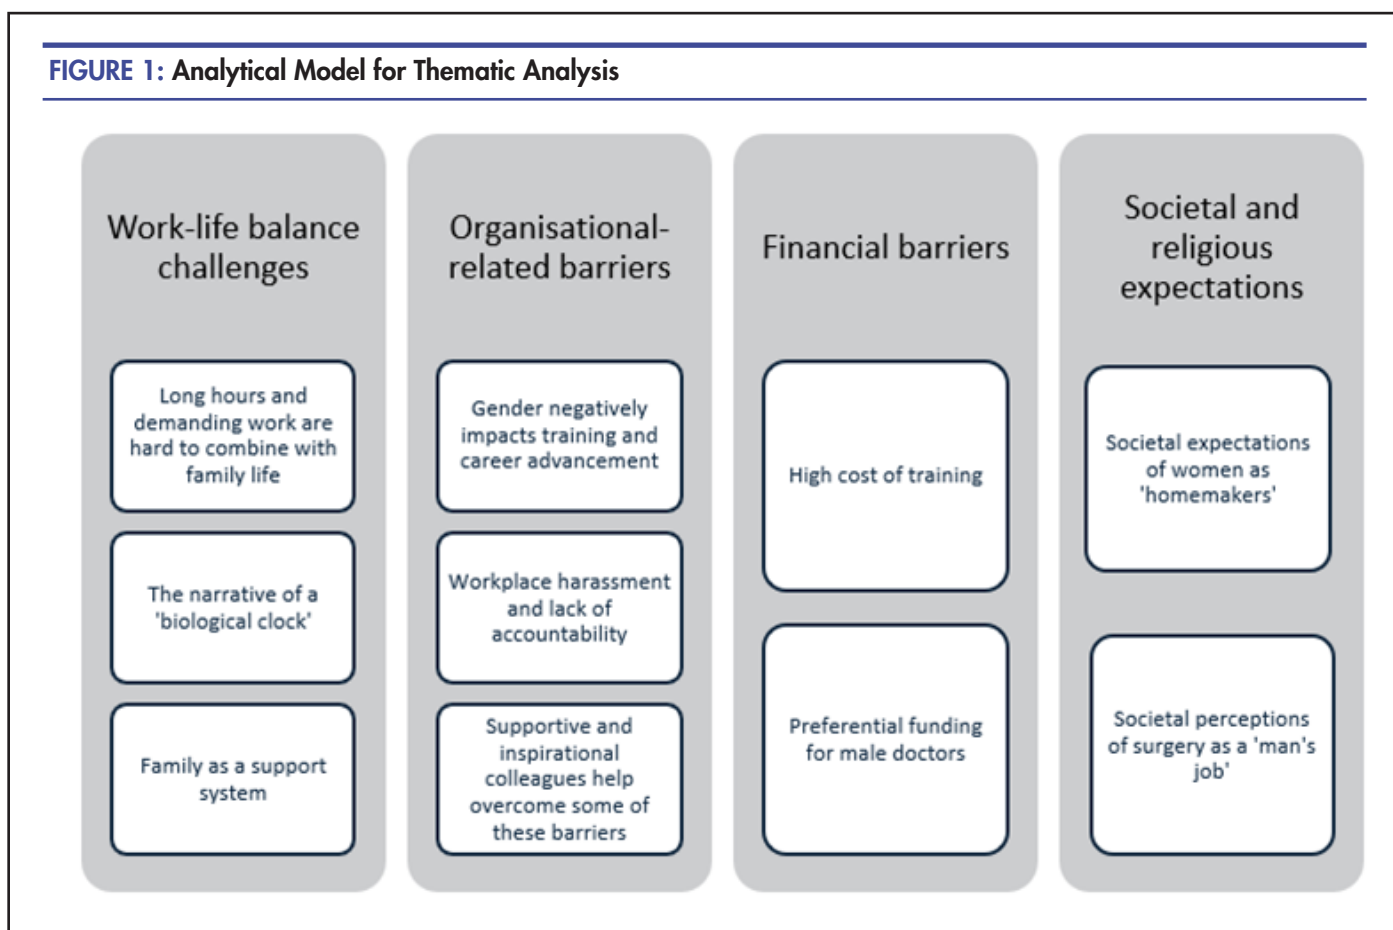 FIGURE 1: Analytical Model for Thematic Analysis
Work-life balance
challenges
Long hours and
demanding work are
hard to combine with
family life
The narrative of a
'biological clock'
Family as a support
system
Organisational-
related barriers
Gender negatively
impacts training and
career advancement
Workplace harassment
and lack of
accountability
Supportive and
inspirational
colleagues help
overcome some of
these barriers
Financial barriers
High cost of training
Preferential funding
for male doctors
Societal and
religious
expectations
Societal expectations
of women as
'homemakers'
Societal perceptions
of surgery as a 'man's
job'